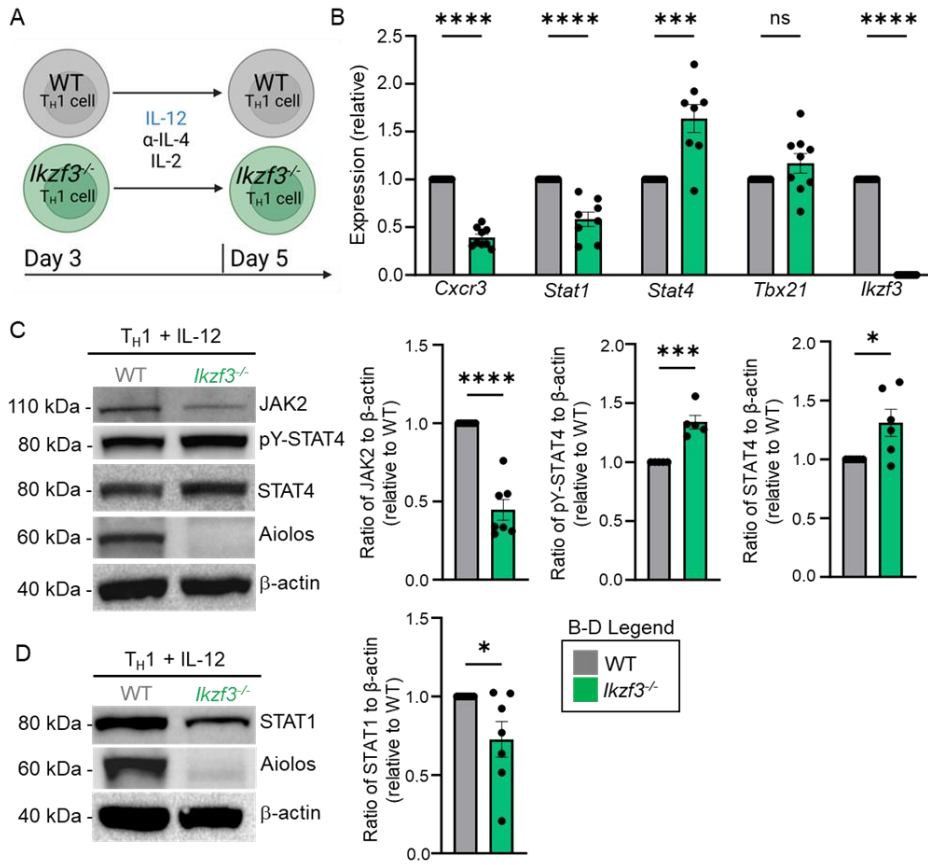 A
WT
TH1 cell
IL-12
α-IL-4
IL-2
WT
TH1 cell
Ikzf3-/-
TH1 cell
Ikzf3-/-
TH1 cell
Day 3
Day 5
B
**** **** *** ns ****
Expression (relative)
2.5
2.0
1.5
1.0
0.5
0.0
Cxcr3 Stat1 Stat4 Tbx21 Ikzf3
C
TH1 + IL-12
WT Ikzf3-/-
110 kDa - JAK2
80 kDa - pY-STAT4
80 kDa - STAT4
60 kDa - Aiolos
40 kDa - β-actin
Ratio of JAK2 to β-actin
(relative to WT)
1.5
1.0
0.5
0.0
****
Ratio of pY-STAT4 to β-actin
(relative to WT)
2.0
1.5
1.0
0.5
0.0
***
Ratio of STAT4 to β-actin
(relative to WT)
2.0
1.5
1.0
0.5
0.0
*
D
TH1 + IL-12
WT Ikzf3-/-
80 kDa - STAT1
60 kDa - Aiolos
40 kDa - β-actin
Ratio of STAT1 to β-actin
(relative to WT)
1.5
1.0
0.5
0.0
*
B-D Legend
WT
Ikzf3-/-